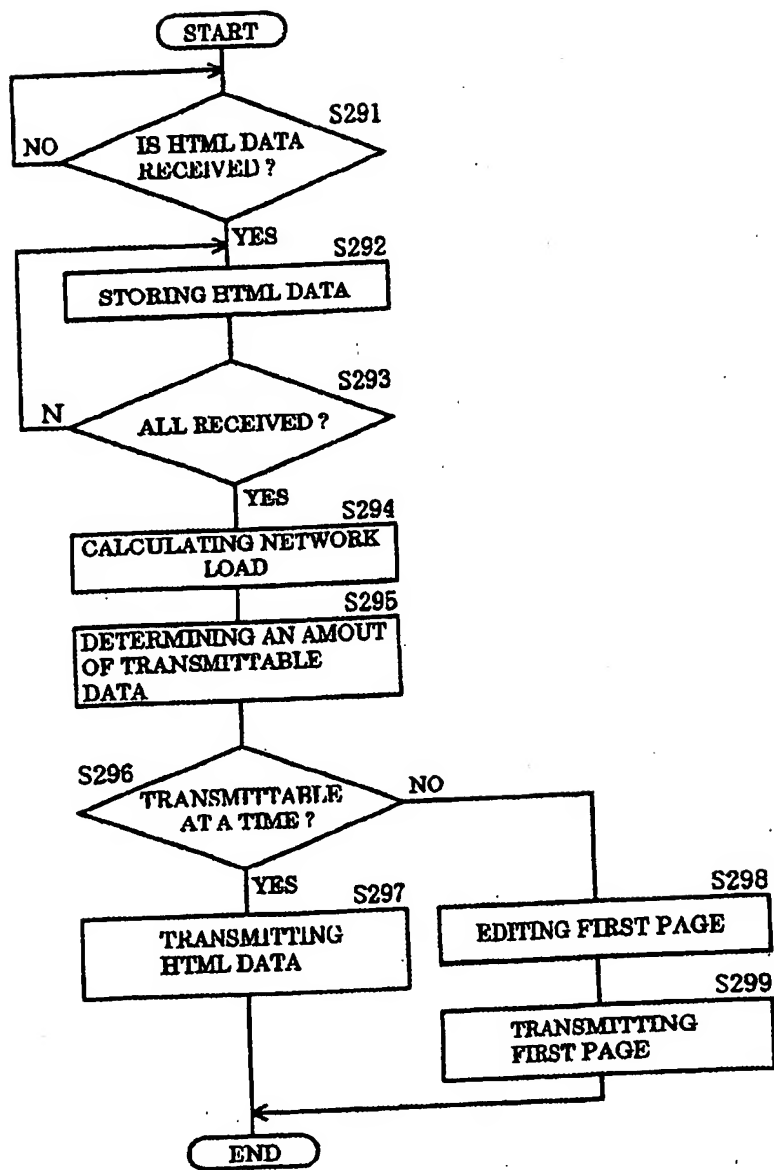 START
S291
NO
IS HTML DATA
RECEIVED ?
YES
S292
STORING HTML DATA
S293
N
ALL RECEIVED ?
YES
S294
CALCULATING NETWORK
LOAD
S295
DETERMINING AN AMOUT
OF TRANSMITTABLE
DATA
S296
NO
TRANSMITTABLE
AT A TIME ?
YES
S297
TRANSMITTING
HTML DATA
S298
EDITING FIRST PAGE
S299
TRANSMITTING
FIRST PAGE
END